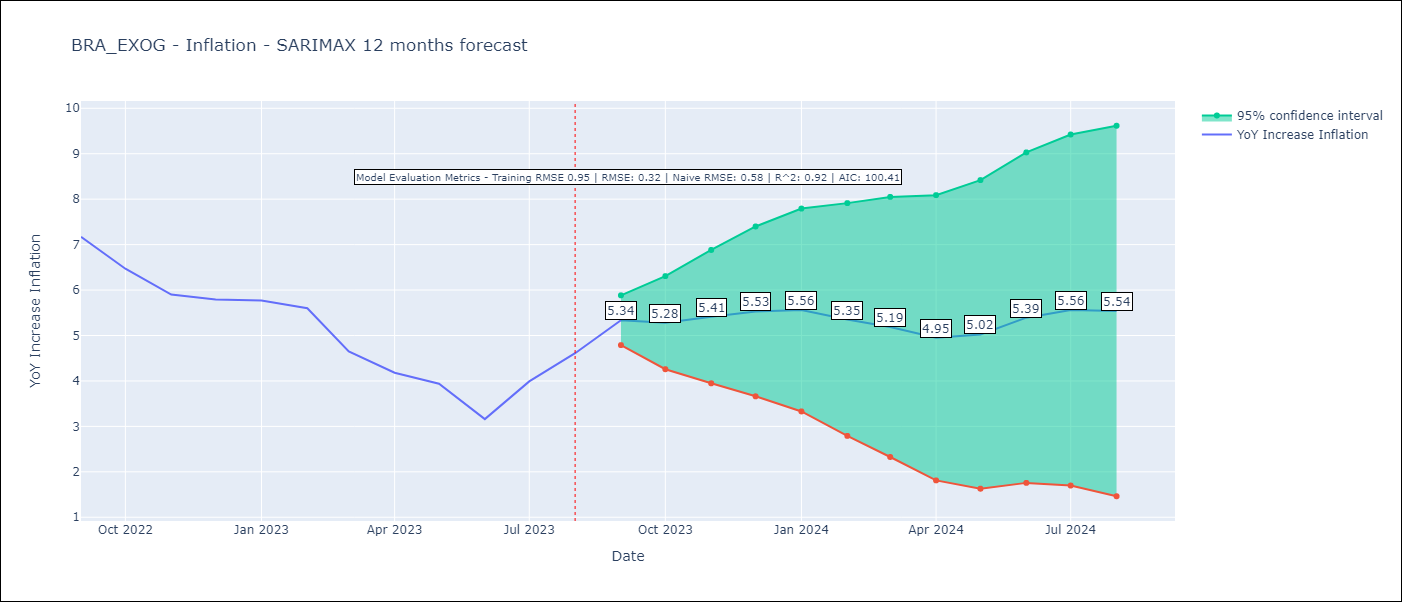 BRA_EXOG - Inflation - SARIMAX 12 months forecast
95% confidence interval
YoY Increase Inflation
Model Evaluation Metrics - Training RMSE 0.95 | RMSE: 0.32 | Naive RMSE: 0.58 | R^2: 0.92 | AIC: 100.41
YoY Increase Inflation
10
9
8
7
6
5
4
3
2
1
5.34
5.28
5.41
5.53
5.56
5.35
5.19
4.95
5.02
5.39
5.56
5.54
Oct 2022
Jan 2023
Apr 2023
Jul 2023
Oct 2023
Jan 2024
Apr 2024
Jul 2024
Date